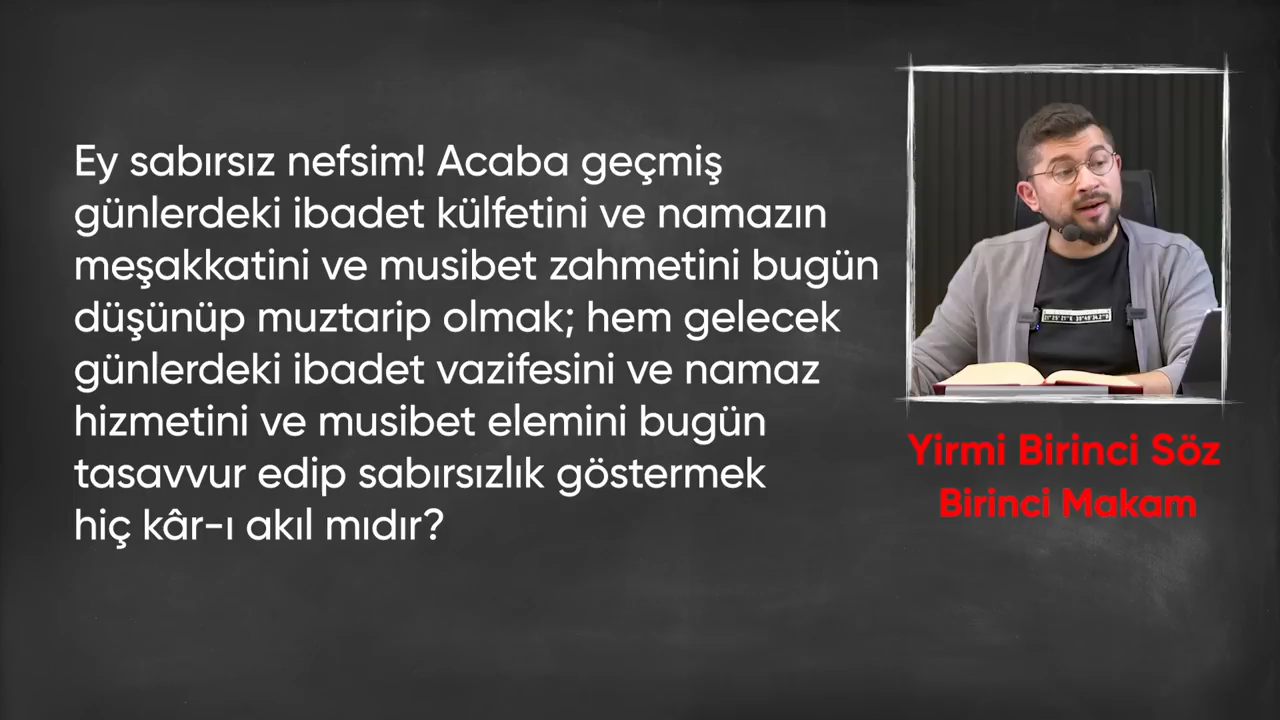 Ey sabırsız nefsim! Acaba geçmiş
günlerdeki ibadet külfetini ve namazın
meşakkatini ve musibet zahmetini bugün
düşünüp muztarip olmak; hem gelecek
günlerdeki ibadet vazifesini ve namaz
hizmetini ve musibet elemini bugün
tasavvur edip sabırsızlık göstermek
hiç kâr-ı akıl mıdır?
Yirmi Birinci Söz
Birinci Makam